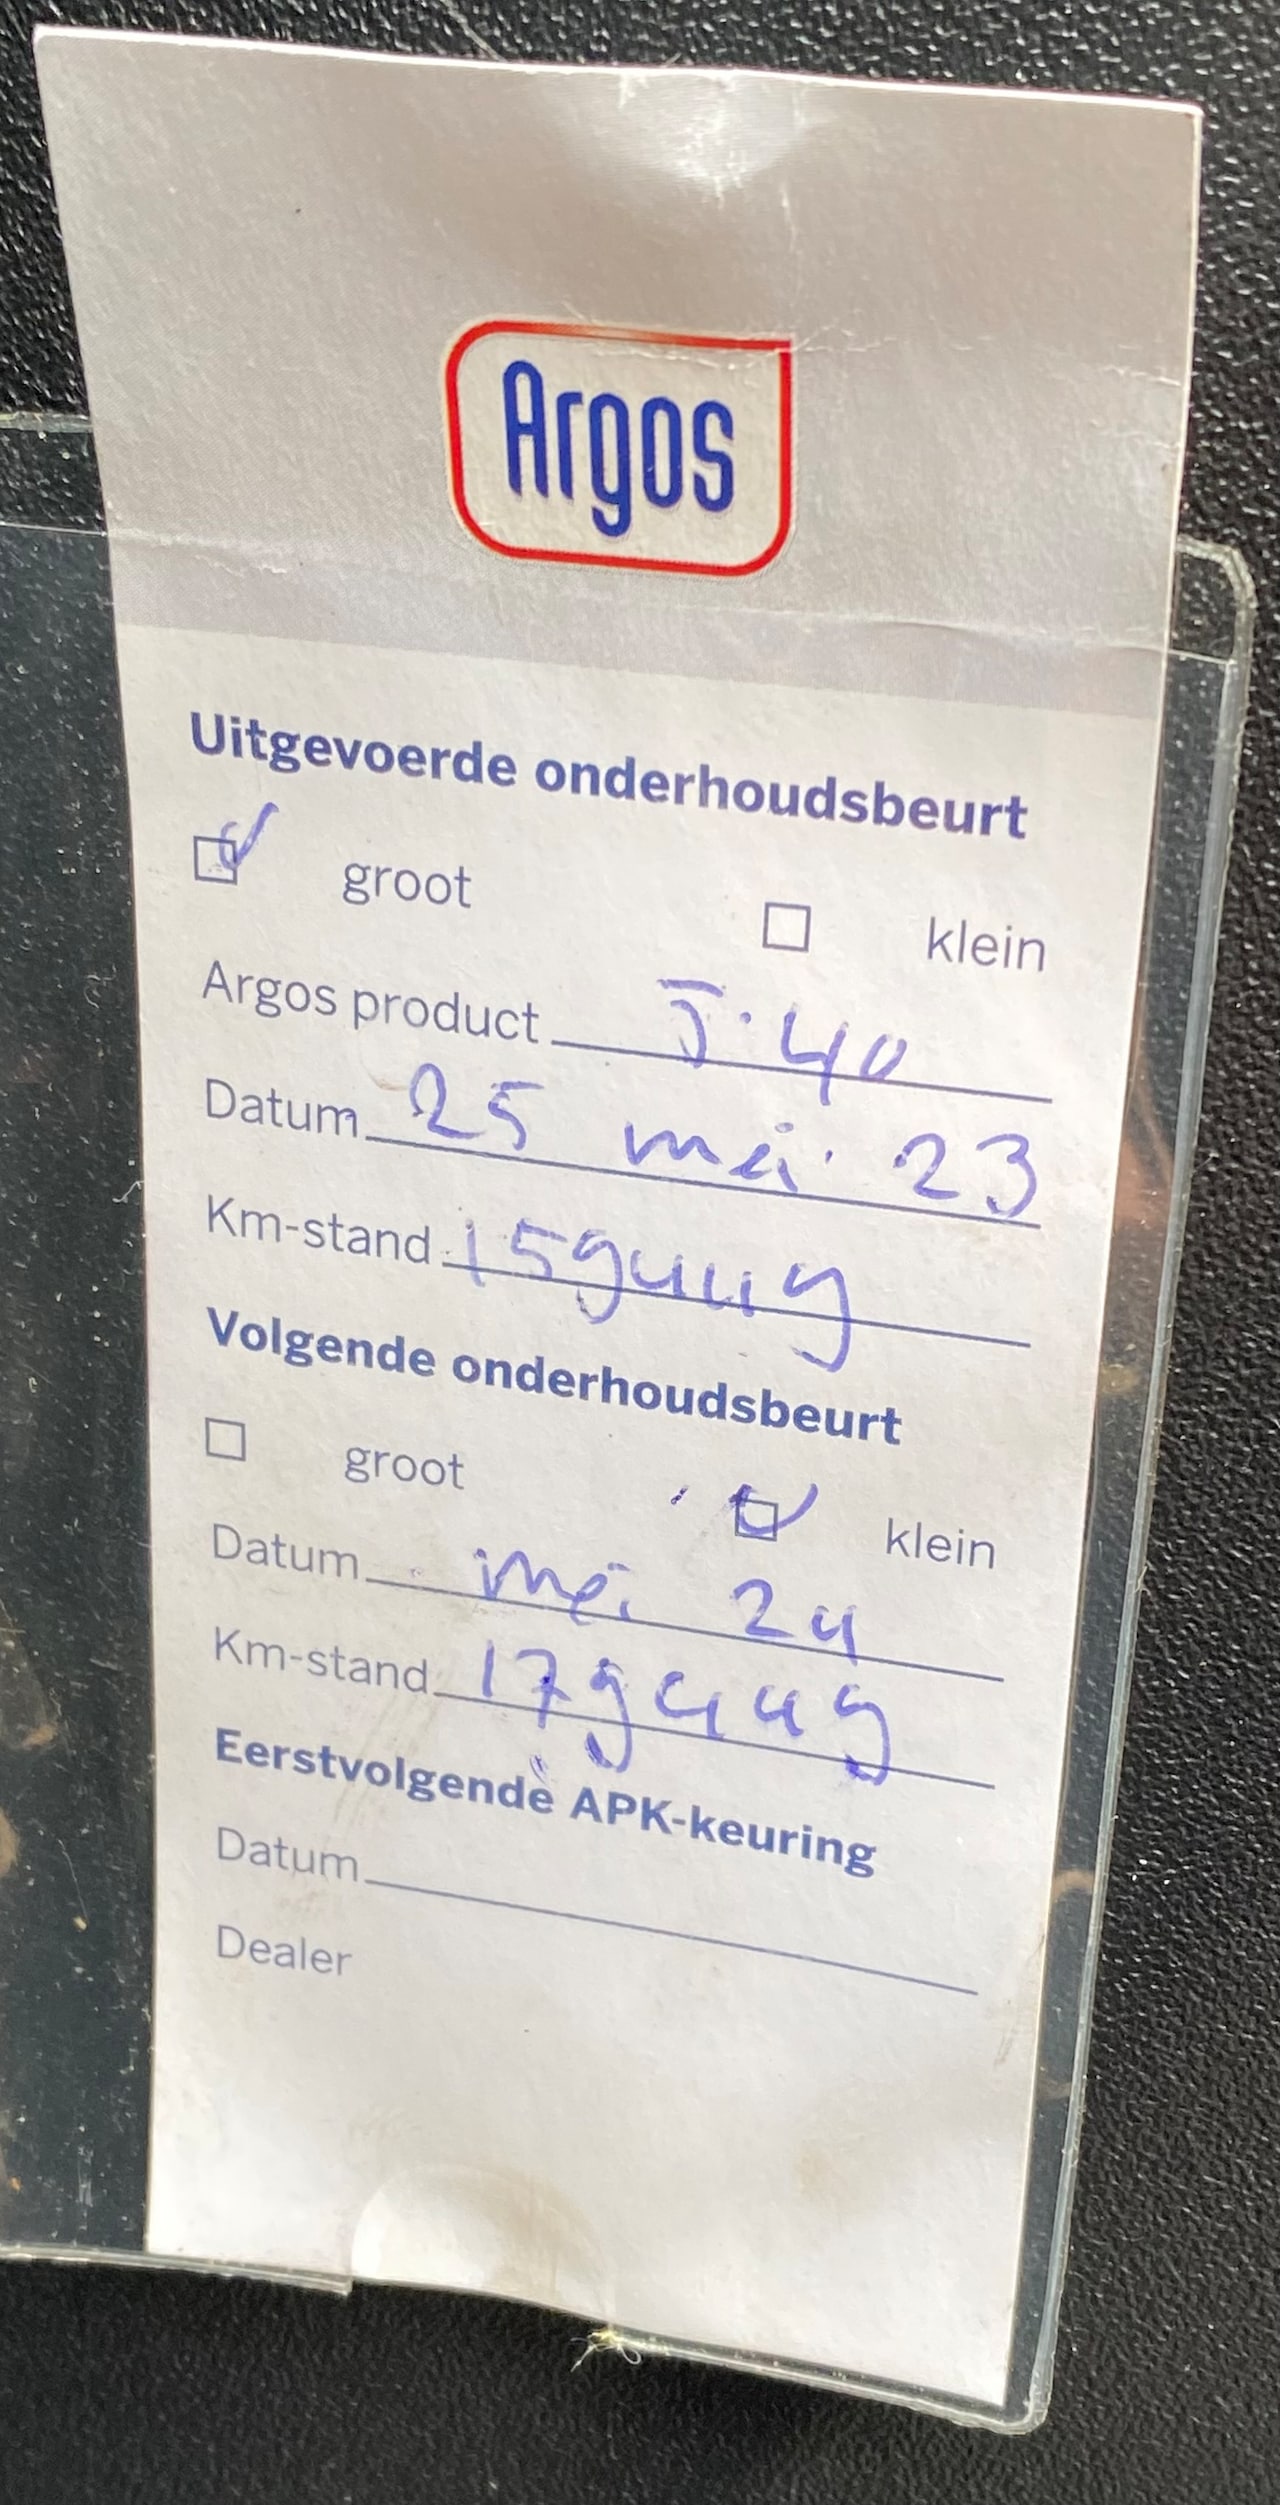 Argos
Uitgevoerde onderhoudsbeurt
groot klein
Argos product 5.40
Datum 25 mei 23
Km-stand 159449
Volgende onderhoudsbeurt
groot klein
Datum mei 24
Km-stand 179449
Eerstvolgende APK-keuring
Datum
Dealer